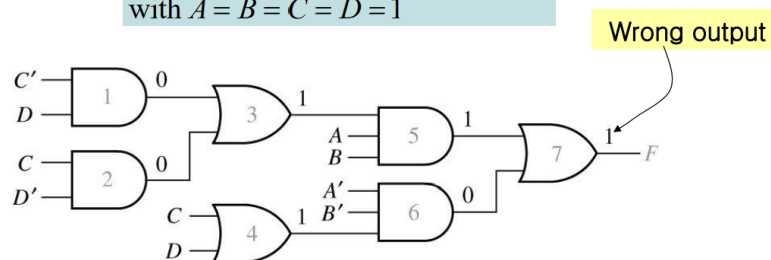 with A = B = C = D = 1
Wrong output
C′ 0
1
D
3 1
A 5 1
B
C 0
2
D′
7 1 F
A′
B′ 6 0
C 1
4
D